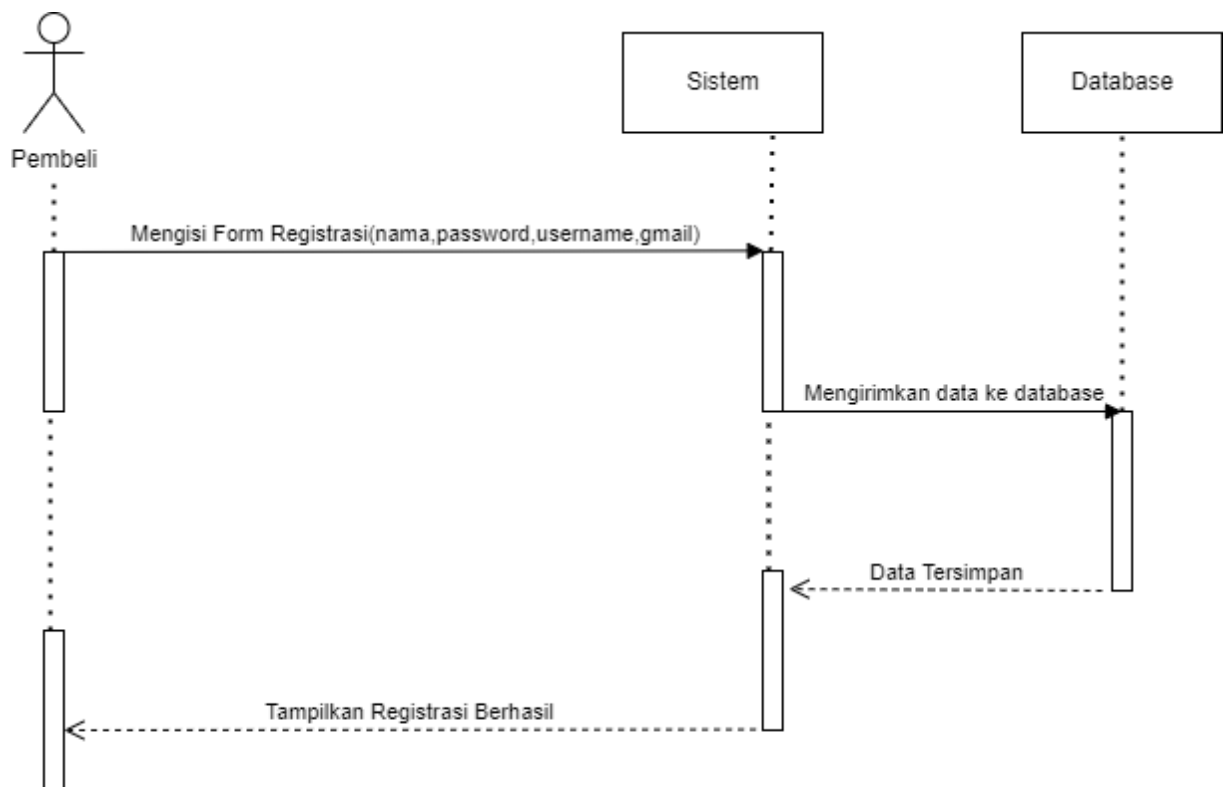 Sistem
Database
Pembeli
Mengisi Form Registrasi(nama,password,username,gmail)
Mengirimkan data ke database
Data Tersimpan
Tampilkan Registrasi Berhasil